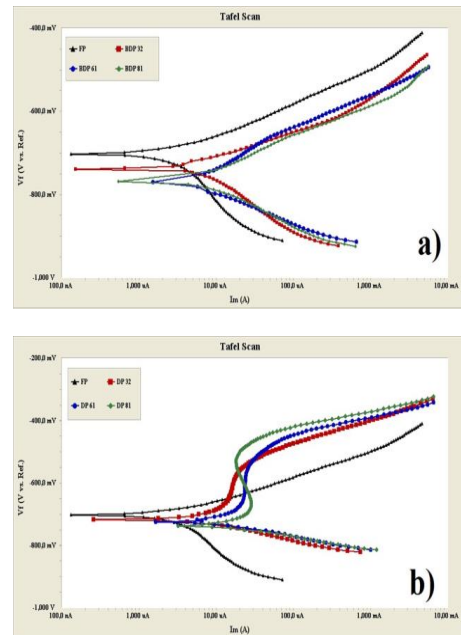 Tafel Scan
-400,0 mV
FP
BDP 32
BDP 61
BDP 81
-600,0 mV
Vf (V vs. Ref.)
-800,0 mV
-1,000 V
100,0 nA
1,000 uA
10,00 uA
100,0 uA
1,000 mA
10,00 mA
Im (A)
a)
Tafel Scan
-200,0 mV
FP
DP 32
DP 61
DP 81
-400,0 mV
Vf (V vs. Ref.)
-600,0 mV
-800,0 mV
-1,000 V
100,0 nA
1,000 uA
10,00 uA
100,0 uA
1,000 mA
10,00 mA
Im (A)
b)